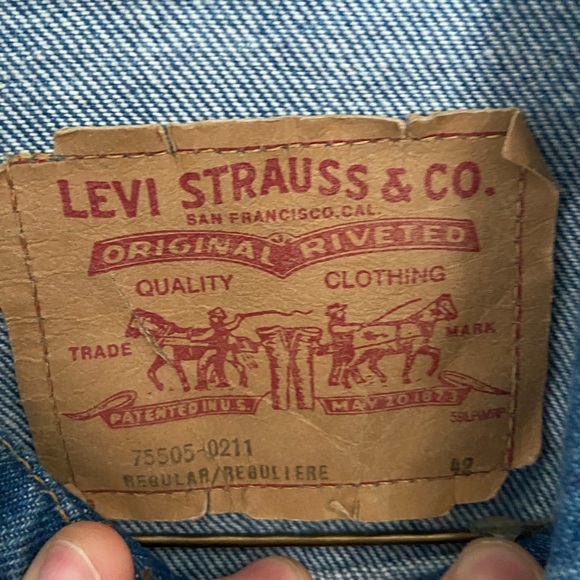 LEVI STRAUSS & CO.
SAN FRANCISCO, CAL.
ORIGINAL RIVETED
QUALITY CLOTHING
TRADE MARK
PATENTED IN U.S. MAY 20 1873
75505-0211
REGULAR/REGULIERE 42